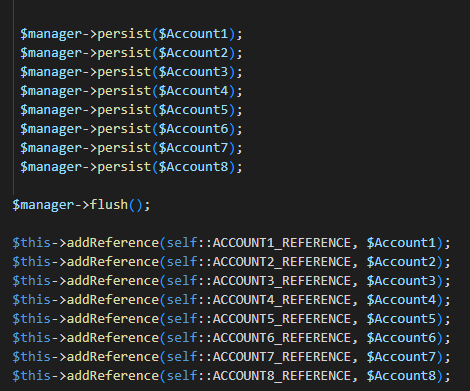 $manager->persist($Account1);
$manager->persist($Account2);
$manager->persist($Account3);
$manager->persist($Account4);
$manager->persist($Account5);
$manager->persist($Account6);
$manager->persist($Account7);
$manager->persist($Account8);
$manager->flush();
$this->addReference(self::ACCOUNT1_REFERENCE, $Account1);
$this->addReference(self::ACCOUNT2_REFERENCE, $Account2);
$this->addReference(self::ACCOUNT3_REFERENCE, $Account3);
$this->addReference(self::ACCOUNT4_REFERENCE, $Account4);
$this->addReference(self::ACCOUNT5_REFERENCE, $Account5);
$this->addReference(self::ACCOUNT6_REFERENCE, $Account6);
$this->addReference(self::ACCOUNT7_REFERENCE, $Account7);
$this->addReference(self::ACCOUNT8_REFERENCE, $Account8);